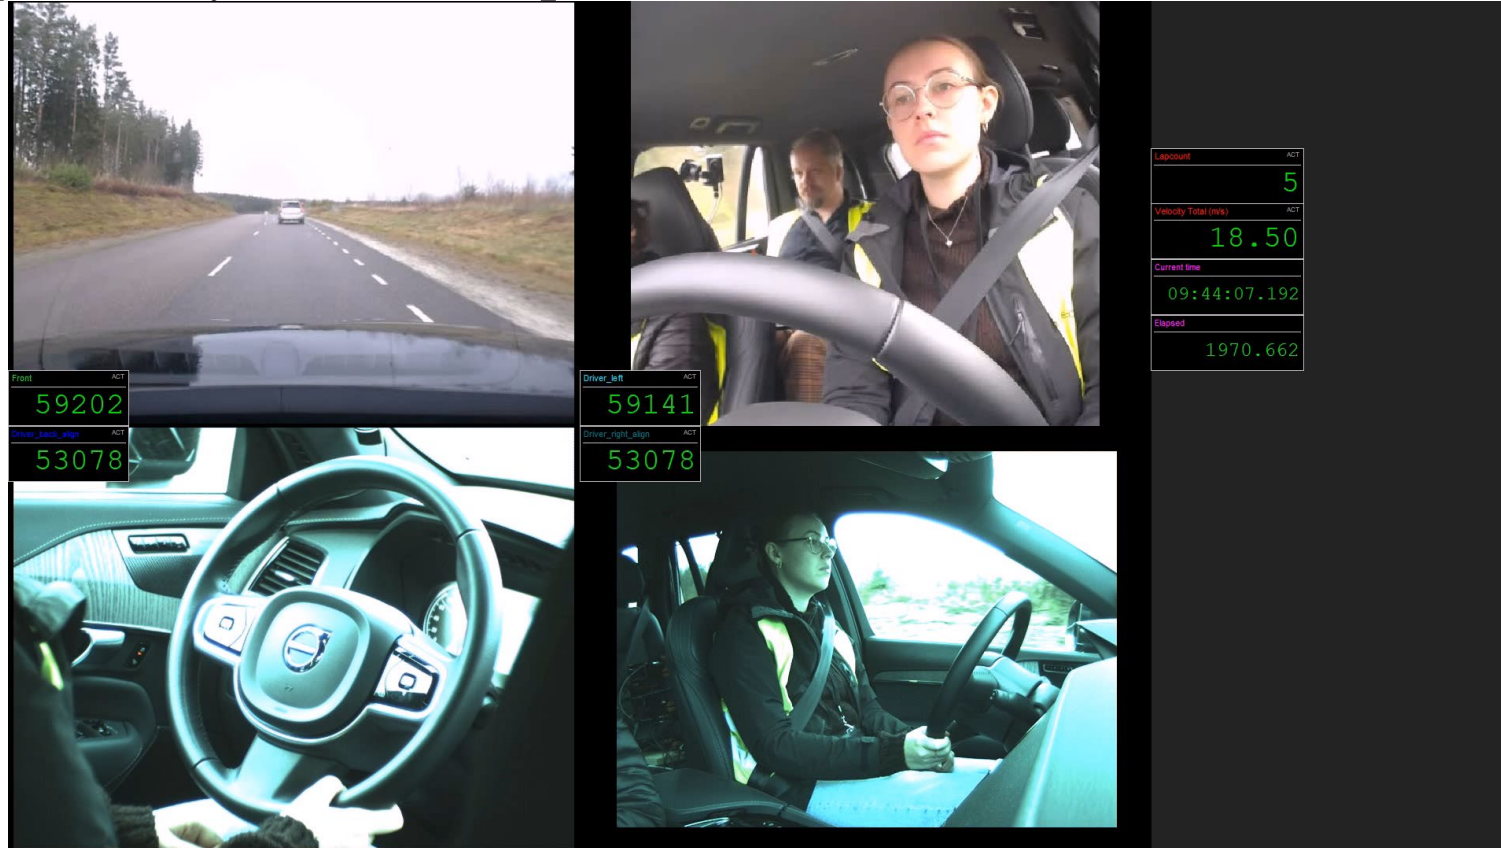 Lapcount ACT
5
Velocity Total (m/s) ACT
18.50
Current time
09:44:07.192
Elapsed
1970.662
Front ACT
59202
Driver_left ACT
59141
Driver_back_align ACT
53078
Driver_right_align ACT
53078